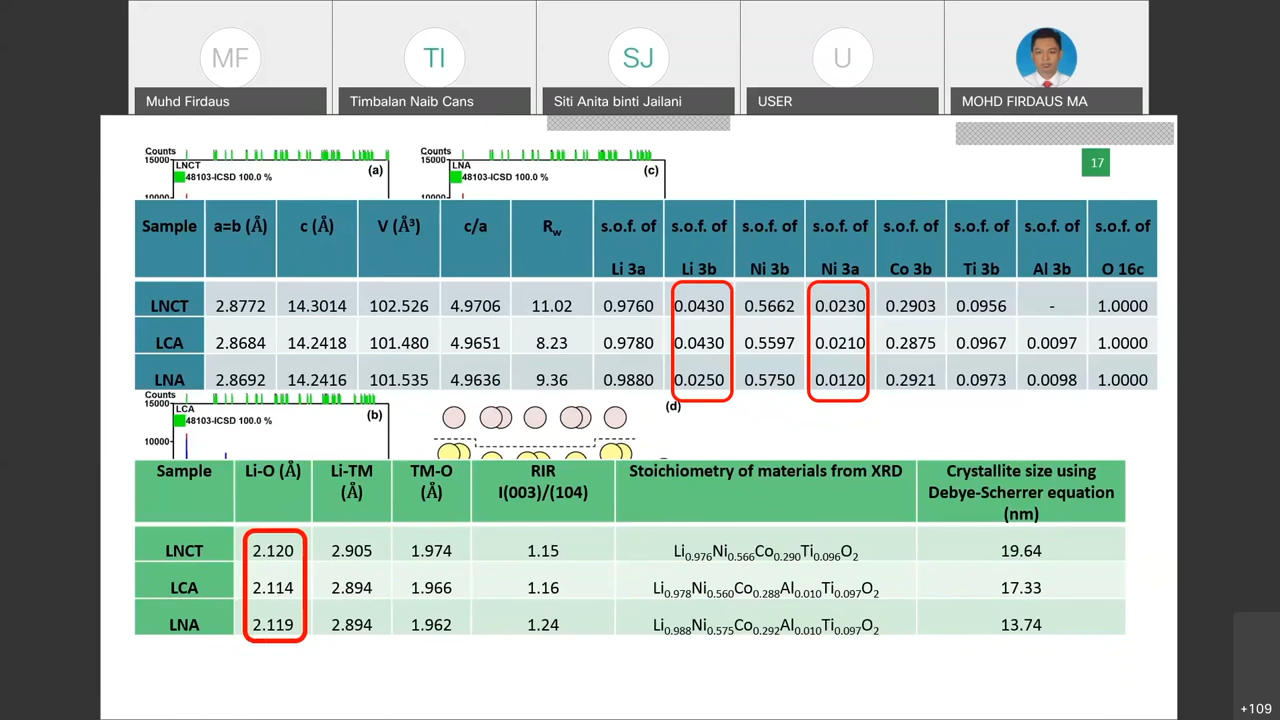 MF
TI
SJ
U
Muhd Firdaus
Timbalan Naib Cans
Siti Anita binti Jailani
USER
MOHD FIRDAUS MA
17
Counts
15000
LNCT
48103-ICSD 100.0 %
(a)
10000
Counts
15000
LNA
48103-ICSD 100.0 %
(c)
10000
Sample a=b (Å) c (Å) V (Å³) c/a Rw s.o.f. of Li 3a s.o.f. of Li 3b s.o.f. of Ni 3b s.o.f. of Ni 3a s.o.f. of Co 3b s.o.f. of Ti 3b s.o.f. of Al 3b s.o.f. of O 16c
LNCT 2.8772 14.3014 102.526 4.9706 11.02 0.9760 0.0430 0.5662 0.0230 0.2903 0.0956 - 1.0000
LCA 2.8684 14.2418 101.480 4.9651 8.23 0.9780 0.0430 0.5597 0.0210 0.2875 0.0967 0.0097 1.0000
LNA 2.8692 14.2416 101.535 4.9636 9.36 0.9880 0.0250 0.5750 0.0120 0.2921 0.0973 0.0098 1.0000
Counts
15000
LCA
48103-ICSD 100.0 %
(b)
10000
(d)
Sample Li-O (Å) Li-TM (Å) TM-O (Å) RIR I(003)/(104) Stoichiometry of materials from XRD Crystallite size using Debye-Scherrer equation (nm)
LNCT 2.120 2.905 1.974 1.15 Li0.976Ni0.566Co0.290Ti0.096O2 19.64
LCA 2.114 2.894 1.966 1.16 Li0.978Ni0.560Co0.288Al0.010Ti0.097O2 17.33
LNA 2.119 2.894 1.962 1.24 Li0.988Ni0.575Co0.292Al0.010Ti0.097O2 13.74
+109